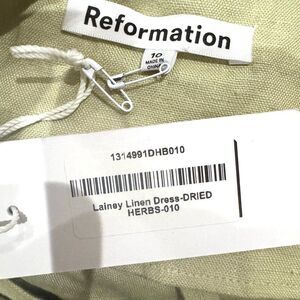 Reformation
10
MADE IN
CHINA
1314991DHB010
Lainey Linen Dress-DRIED
HERBS-010